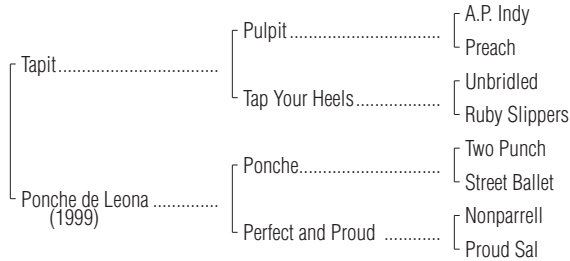 A.P. Indy
Pulpit
Preach
Tapit
Unbridled
Tap Your Heels
Ruby Slippers
Two Punch
Ponche
Street Ballet
Ponche de Leona
(1999)
Nonparrell
Perfect and Proud
Proud Sal